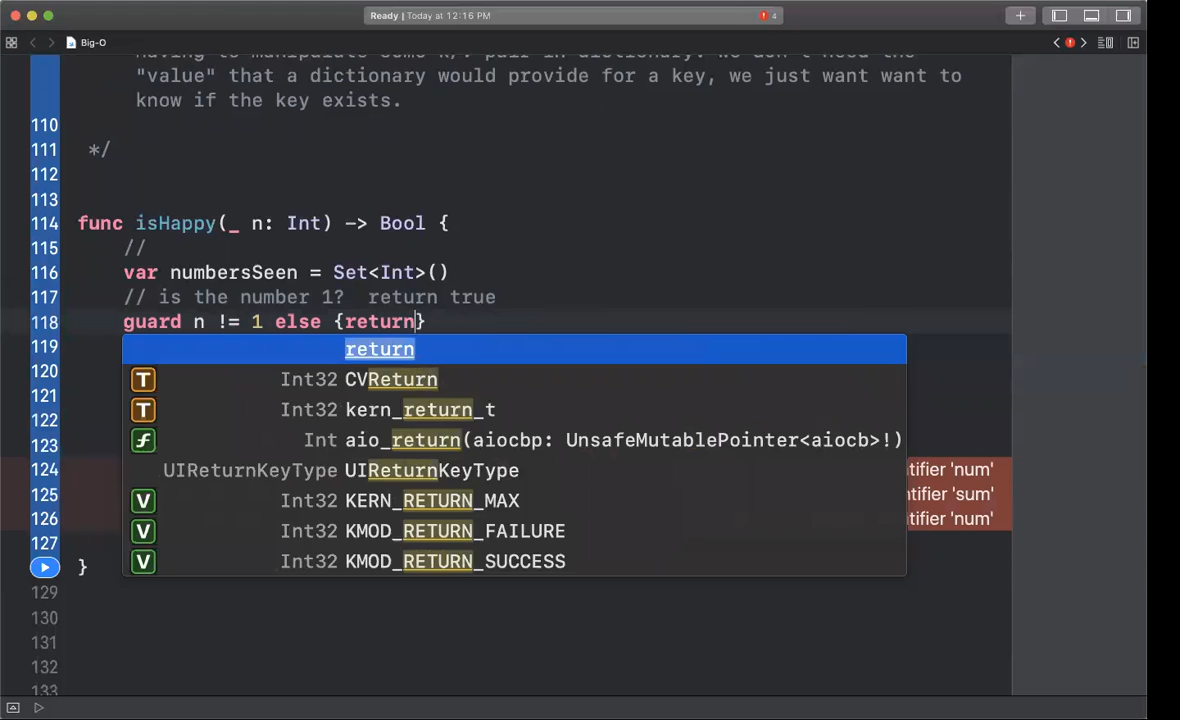 Ready | Today at 12:16 PM
4
Big-O
"value" that a dictionary would provide for a key, we just want want to
know if the key exists.
110
111 */
112
113
114 func isHappy(_ n: Int) -> Bool {
115 //
116 var numbersSeen = Set<Int>()
117 // is the number 1?  return true
118 guard n != 1 else {return}
119 return
120 T Int32 CVReturn
121 T Int32 kern_return_t
122
123 f Int aio_return(aiocbp: UnsafeMutablePointer<aiocb>!)
124 UIReturnKeyType UIReturnKeyType ntifier 'num'
125 V Int32 KERN_RETURN_MAX ntifier 'sum'
126 V Int32 KMOD_RETURN_FAILURE ntifier 'num'
127 V Int32 KMOD_RETURN_SUCCESS
}
129
130
131
132
133